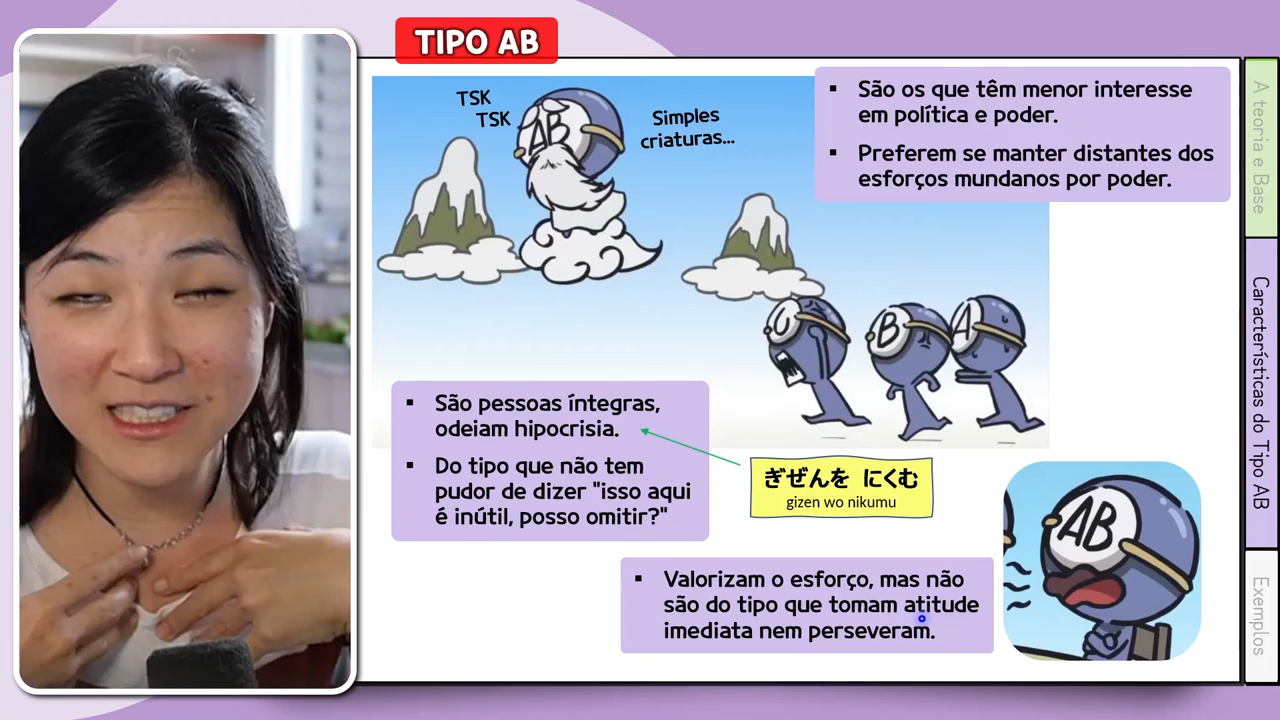 TIPO AB
TSK
TSK
AB
Simples
criaturas...
▪ São os que têm menor interesse
em política e poder.
▪ Preferem se manter distantes dos
esforços mundanos por poder.
B
A
▪ São pessoas íntegras,
odeiam hipocrisia.
▪ Do tipo que não tem
pudor de dizer "isso aqui
é inútil, posso omitir?"
ぎぜんを にくむ
gizen wo nikumu
▪ Valorizam o esforço, mas não
são do tipo que tomam atitude
imediata nem perseveram.
AB
A teoria e Base
Características do Tipo AB
Exemplos